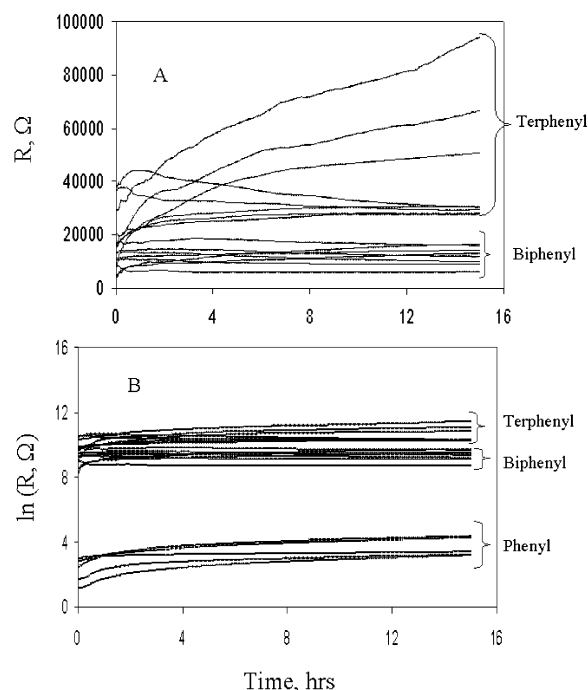 100000
80000
60000
40000
20000
0
R, Ω
A
Terphenyl
Biphenyl
0 4 8 12 16
16
12
8
4
0
ln (R, Ω)
B
Terphenyl
Biphenyl
Phenyl
0 4 8 12 16
Time, hrs